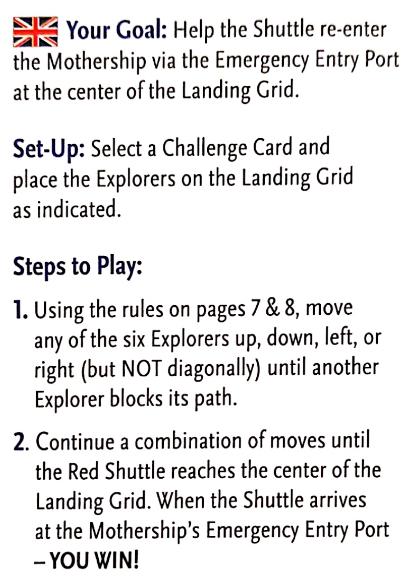 Your Goal: Help the Shuttle re-enter
the Mothership via the Emergency Entry Port
at the center of the Landing Grid.
Set-Up: Select a Challenge Card and
place the Explorers on the Landing Grid
as indicated.
Steps to Play:
1. Using the rules on pages 7 & 8, move
any of the six Explorers up, down, left, or
right (but NOT diagonally) until another
Explorer blocks its path.
2. Continue a combination of moves until
the Red Shuttle reaches the center of the
Landing Grid. When the Shuttle arrives
at the Mothership's Emergency Entry Port
– YOU WIN!